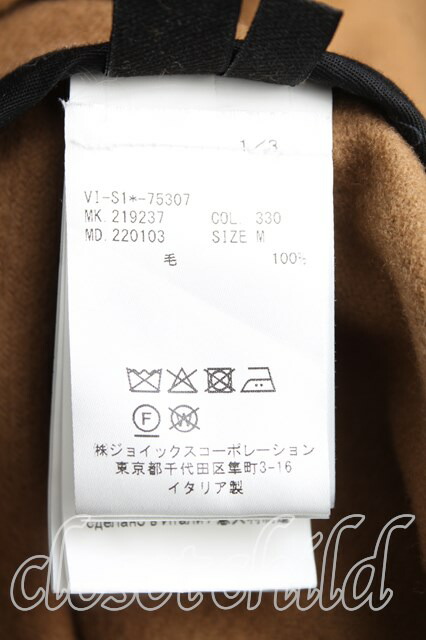 1/3
VI-S1*-75307
MK. 219237 COL. 330
MD. 220103 SIZE M
毛 100%
F W
㈱ジョイックスコーポレーション
東京都千代田区隼町3-16
イタリア製
closet child